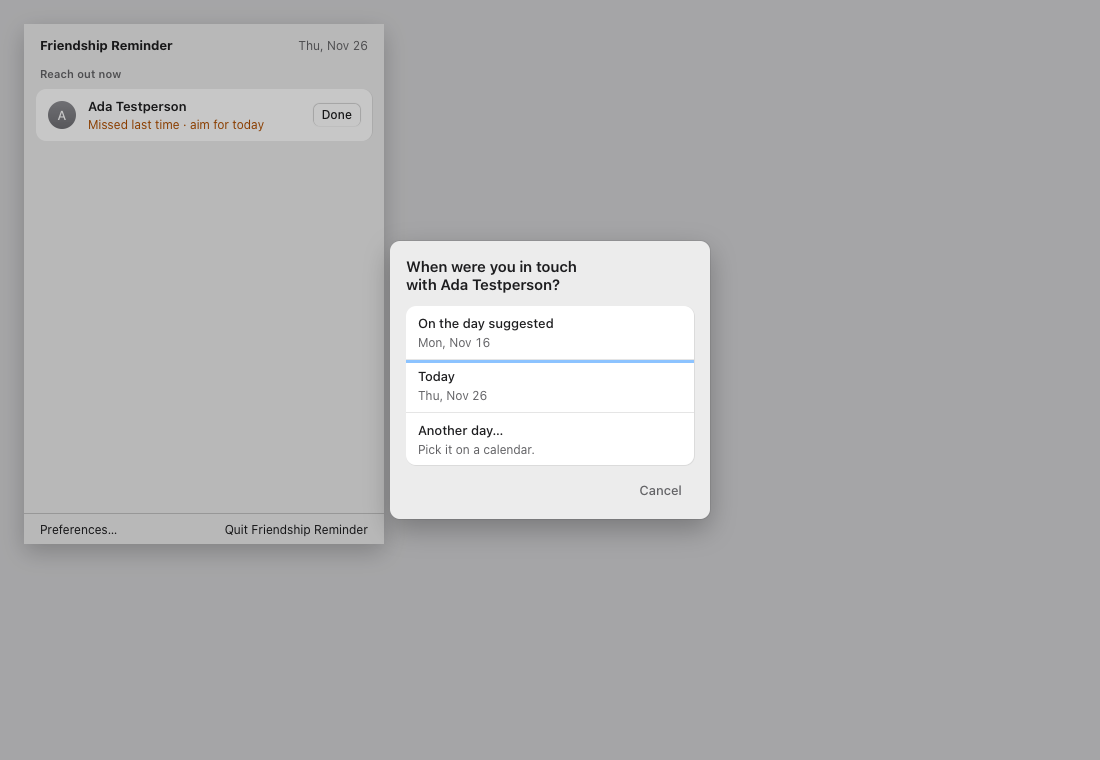 Friendship Reminder
Thu, Nov 26
Reach out now
A
Ada Testperson
Missed last time · aim for today
Done
When were you in touch
with Ada Testperson?
On the day suggested
Mon, Nov 16
Today
Thu, Nov 26
Another day...
Pick it on a calendar.
Cancel
Preferences...
Quit Friendship Reminder